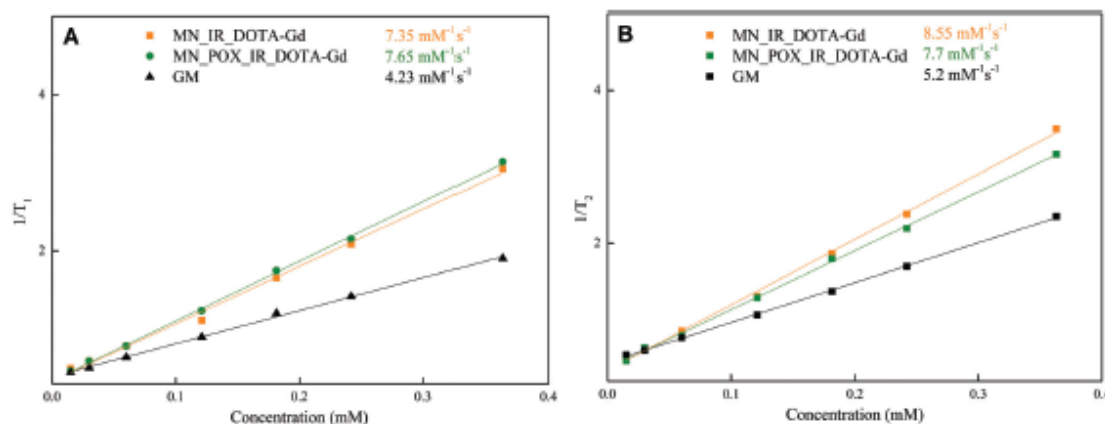 A
MN_IR_DOTA-Gd 7.35 mM⁻¹s⁻¹
MN_POX_IR_DOTA-Gd 7.65 mM⁻¹s⁻¹
GM 4.23 mM⁻¹s⁻¹
4
2
1/T₁
0.0 0.1 0.2 0.3 0.4
Concentration (mM)
B
MN_IR_DOTA-Gd 8.55 mM⁻¹s⁻¹
MN_POX_IR_DOTA-Gd 7.7 mM⁻¹s⁻¹
GM 5.2 mM⁻¹s⁻¹
4
2
1/T₂
0.0 0.1 0.2 0.3
Concentration (mM)